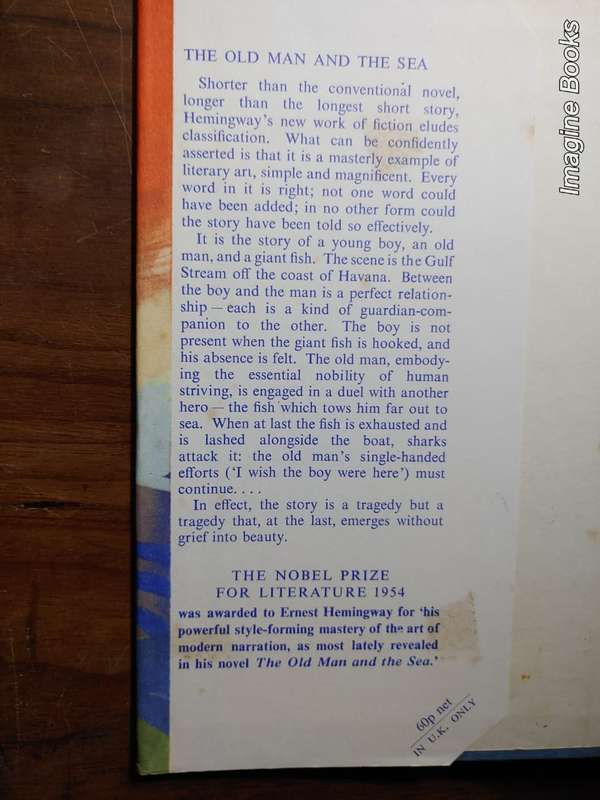 THE OLD MAN AND THE SEA
Shorter than the conventional novel,
longer than the longest short story,
Hemingway's new work of fiction eludes
classification. What can be confidently
asserted is that it is a masterly example of
literary art, simple and magnificent. Every
word in it is right; not one word could
have been added; in no other form could
the story have been told so effectively.
It is the story of a young boy, an old
man, and a giant fish. The scene is the Gulf
Stream off the coast of Havana. Between
the boy and the man is a perfect relation-
ship — each is a kind of guardian-com-
panion to the other. The boy is not
present when the giant fish is hooked, and
his absence is felt. The old man, embody-
ing the essential nobility of human
striving, is engaged in a duel with another
hero — the fish which tows him far out to
sea. When at last the fish is exhausted and
is lashed alongside the boat, sharks
attack it: the old man's single-handed
efforts ('I wish the boy were here') must
continue. . . .
In effect, the story is a tragedy but a
tragedy that, at the last, emerges without
grief into beauty.
THE NOBEL PRIZE
FOR LITERATURE 1954
was awarded to Ernest Hemingway for 'his
powerful style-forming mastery of the art of
modern narration, as most lately revealed
in his novel The Old Man and the Sea.'
60p net
IN U.K. ONLY
Imagine Books